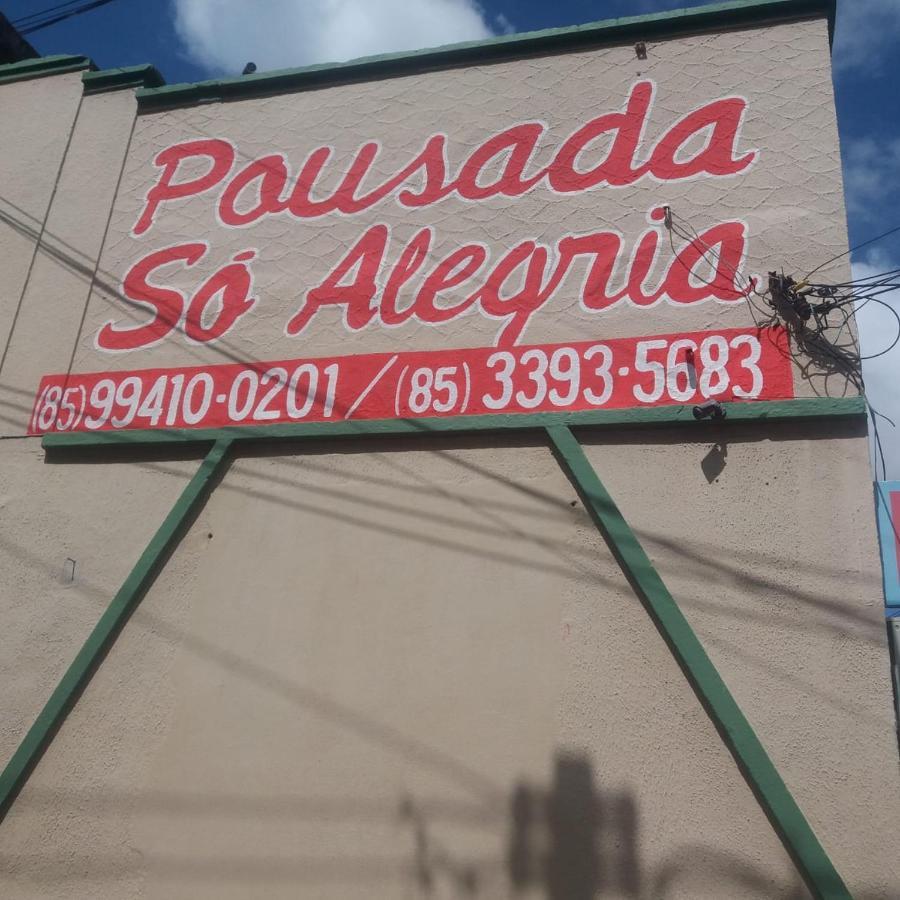 Pousada
Só Alegria
(85)99410-0201 / (85) 3393-5683